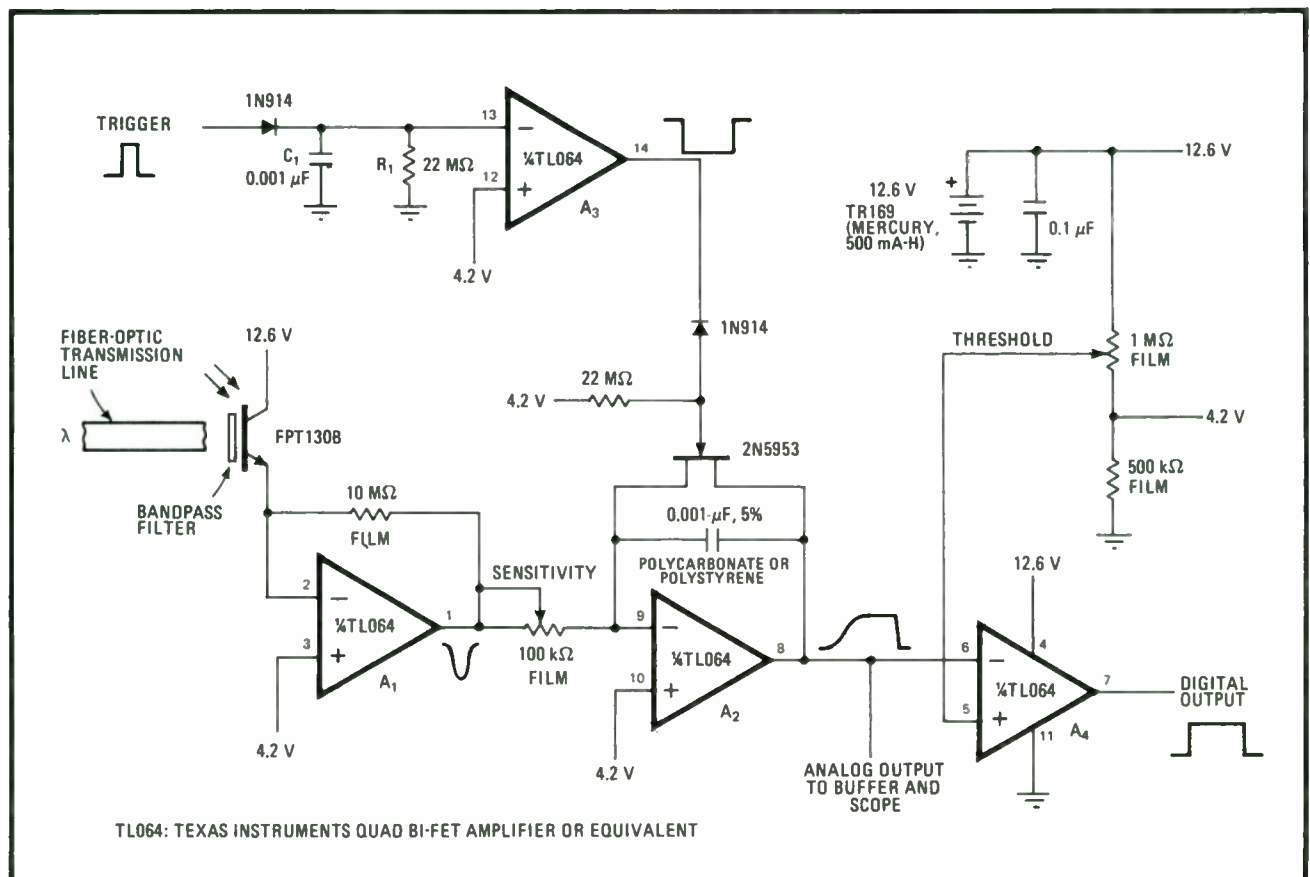 1N914
TRIGGER
C1
0.001 µF
R1
22 MΩ
13
12
−
+
¼TL064
14
A3
4.2 V
12.6 V
TR169
(MERCURY,
500 mA-H)
+
0.1 µF
12.6 V
1N914
THRESHOLD
1 MΩ
FILM
4.2 V
500 kΩ
FILM
FIBER-OPTIC
TRANSMISSION
LINE
λ
12.6 V
FPT130B
BANDPASS
FILTER
22 MΩ
4.2 V
2N5953
10 MΩ
FILM
0.001-µF, 5%
POLYCARBONATE OR
POLYSTYRENE
2
3
−
+
¼TL064
1
A1
4.2 V
SENSITIVITY
100 kΩ
FILM
9
10
−
+
¼TL064
8
A2
4.2 V
12.6 V
6
5
−
+
¼TL064
4
7
11
A4
DIGITAL
OUTPUT
ANALOG OUTPUT
TO BUFFER AND
SCOPE
TL064: TEXAS INSTRUMENTS QUAD BI-FET AMPLIFIER OR EQUIVALENT